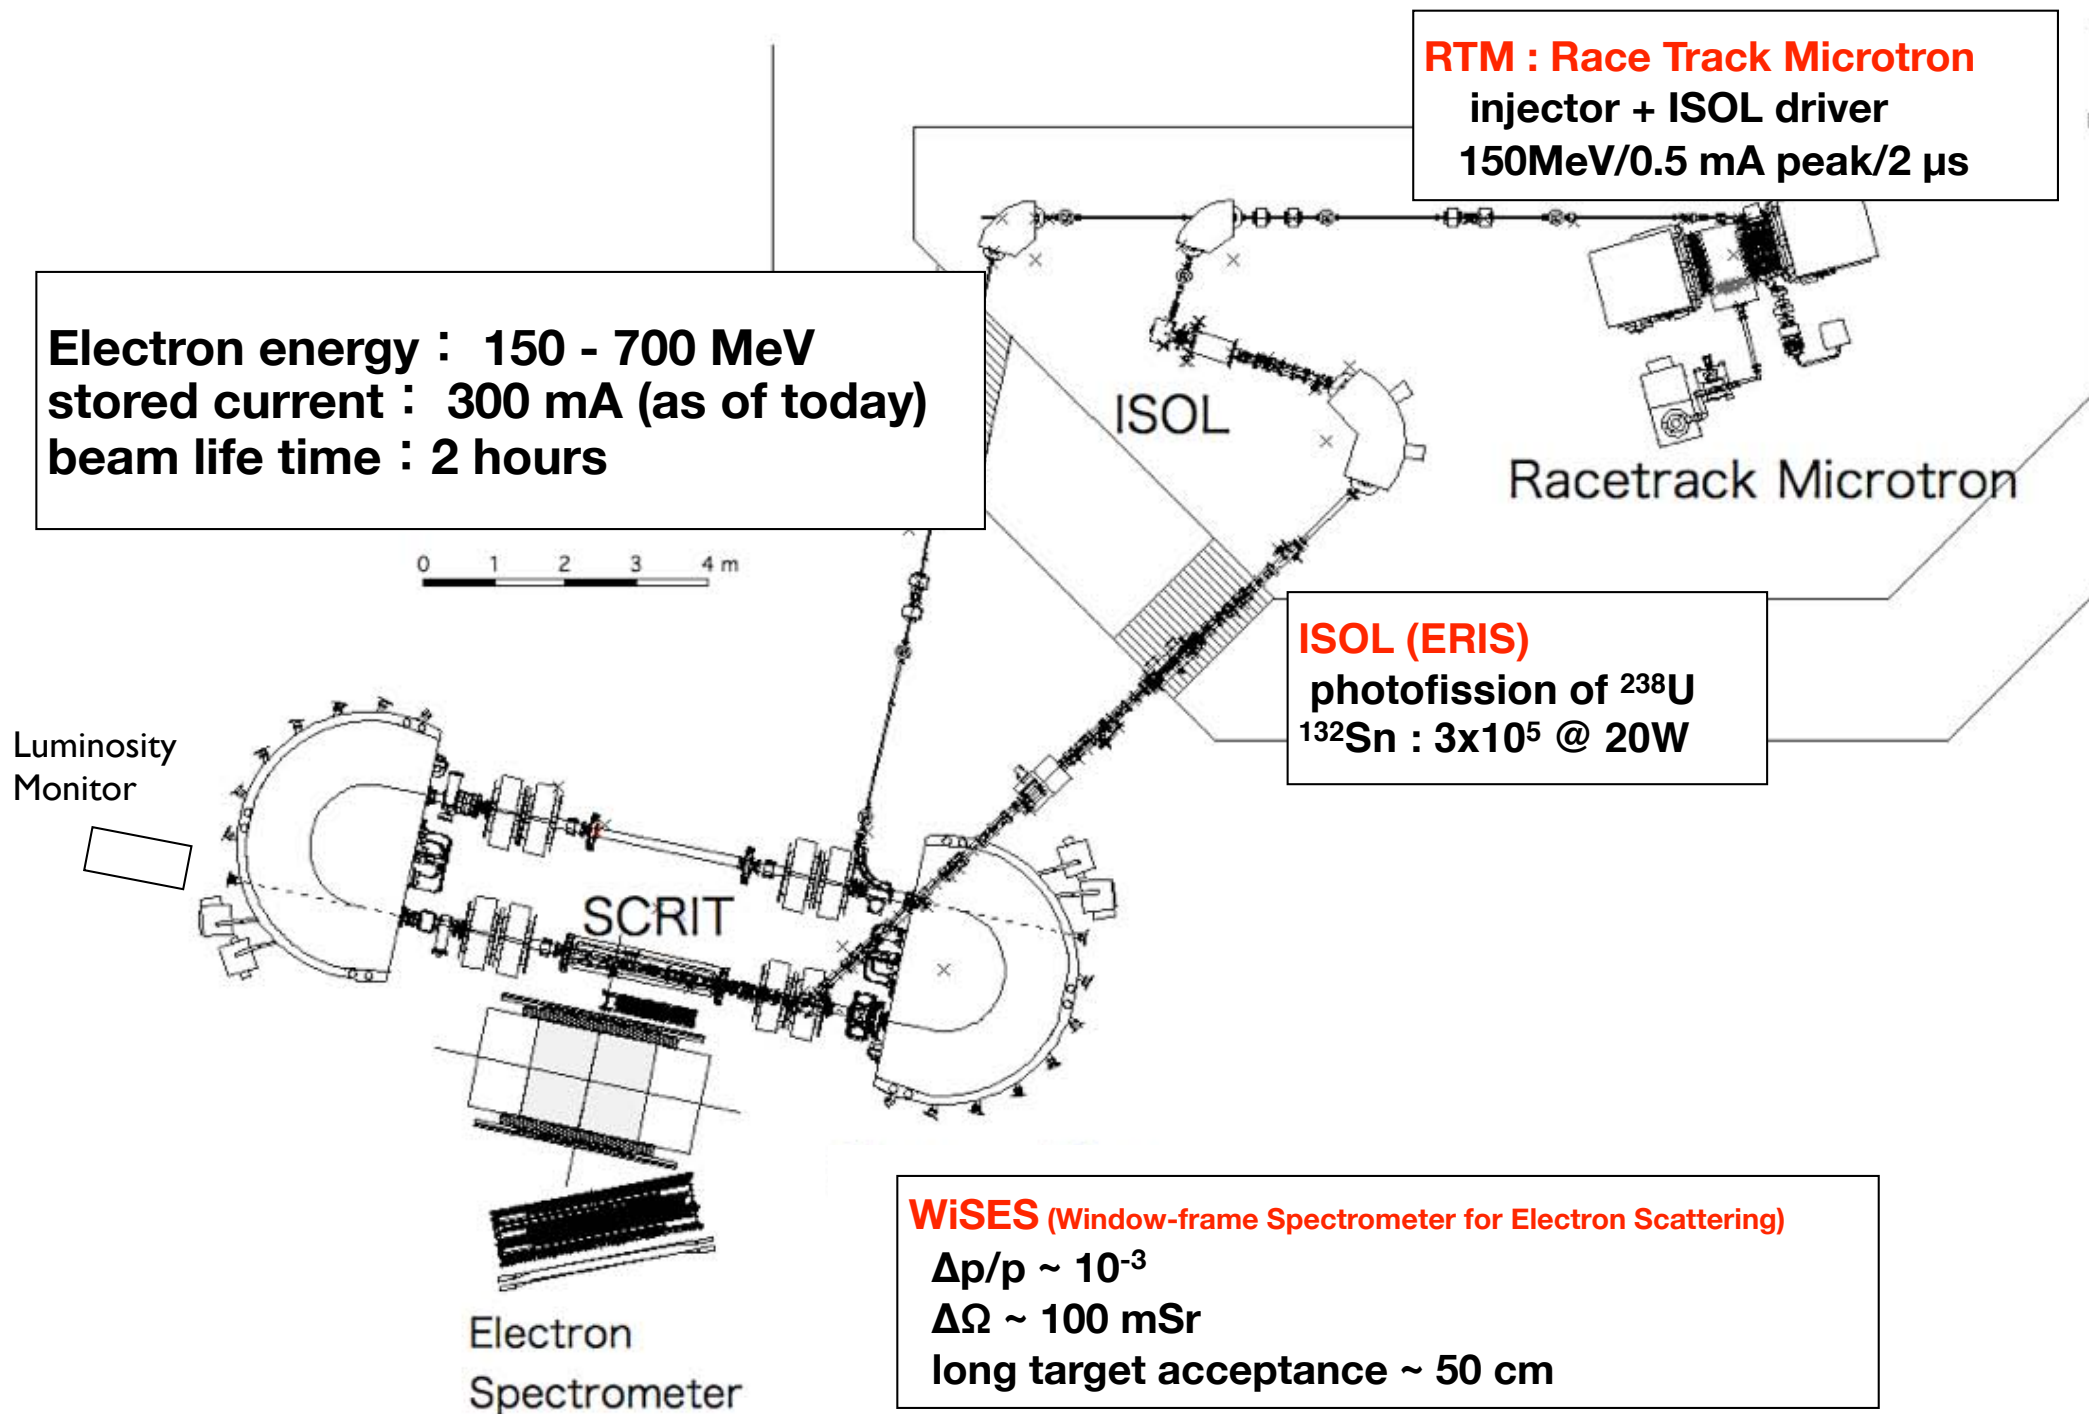 RTM : Race Track Microtron
injector + ISOL driver
150MeV/0.5 mA peak/2 µs
Electron energy： 150 - 700 MeV
stored current： 300 mA (as of today)
beam life time：2 hours
ISOL
Racetrack Microtron
0 1 2 3 4 m
ISOL (ERIS)
photofission of ²³⁸U
¹³²Sn : 3x10⁵ @ 20W
Luminosity
Monitor
SCRIT
WiSES (Window-frame Spectrometer for Electron Scattering)
Δp/p ~ 10⁻³
ΔΩ ~ 100 mSr
long target acceptance ~ 50 cm
Electron
Spectrometer